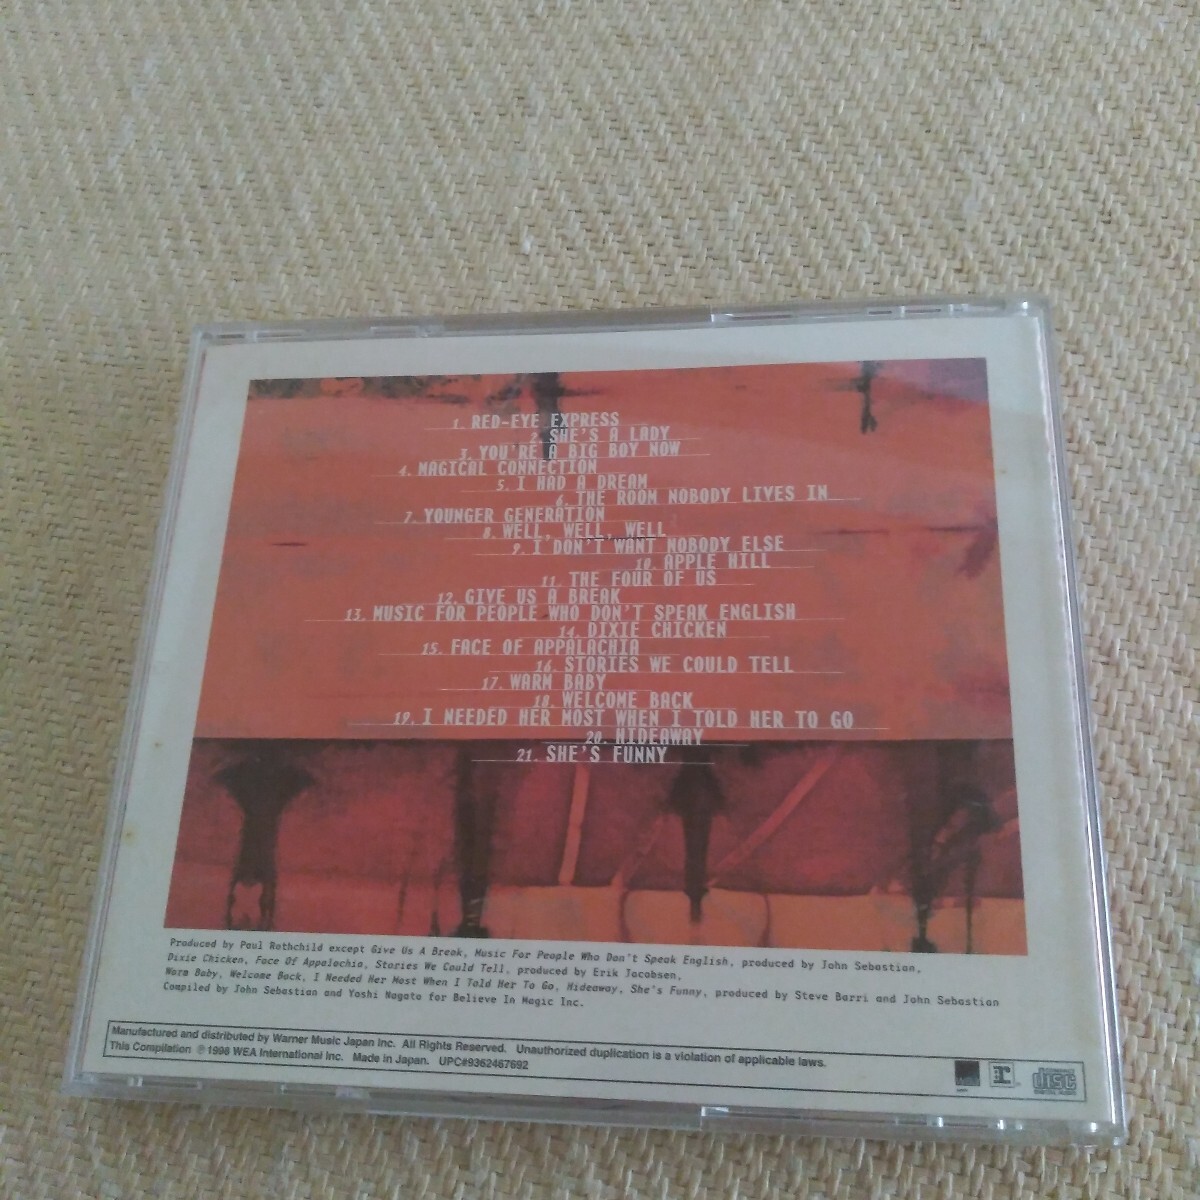 1. RED-EYE EXPRESS
2. SHE'S A LADY
3. YOU'RE A BIG BOY NOW
4. MAGICAL CONNECTION
5. I HAD A DREAM
6. THE ROOM NOBODY LIVES IN
7. YOUNGER GENERATION
8. WELL, WELL, WELL
9. I DON'T WANT NOBODY ELSE
10. APPLE HILL
11. THE FOUR OF US
12. GIVE US A BREAK
13. MUSIC FOR PEOPLE WHO DON'T SPEAK ENGLISH
14. DIXIE CHICKEN
15. FACE OF APPALACHIA
16. STORIES WE COULD TELL
17. WARM BABY
18. WELCOME BACK
19. I NEEDED HER MOST WHEN I TOLD HER TO GO
20. HIDEAWAY
21. SHE'S FUNNY
Produced by Paul Rothchild except Give Us A Break, Music For People Who Don't Speak English, produced by John Sebastian,
Dixie Chicken, Face Of Appalachia, Stories We Could Tell, produced by Erik Jacobsen,
Warm Baby, Welcome Back, I Needed Her Most When I Told Her To Go, Hideaway, She's Funny, produced by Steve Barri and John Sebastian
Compiled by John Sebastian and Yoshi Nagato for Believe In Magic Inc.
Manufactured and distributed by Warner Music Japan Inc. All Rights Reserved. Unauthorized duplication is a violation of applicable laws.
This Compilation ℗1996 WEA International Inc. Made in Japan. UPC#9362467692
COMPACT disc DIGITAL AUDIO